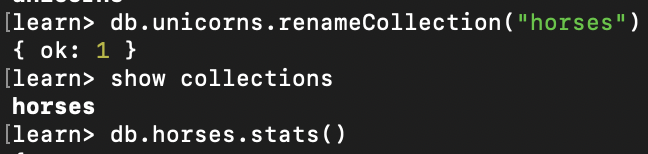 [learn> db.unicorns.renameCollection("horses")
{ ok: 1 }
[learn> show collections
horses
[learn> db.horses.stats()